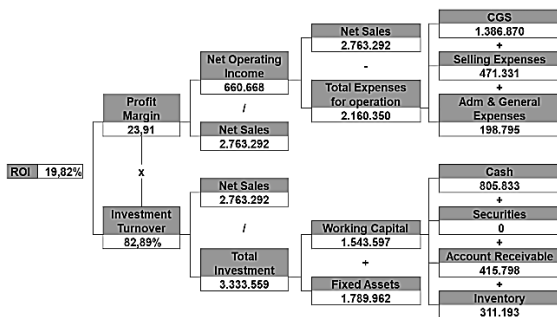 ROI 19,82%
Profit
Margin
23,91
x
Investment
Turnover
82,89%
Net Operating
Income
660.668
/
Net Sales
2.763.292
Net Sales
2.763.292
/
Total
Investment
3.333.559
Net Sales
2.763.292
-
Total Expenses
for operation
2.160.350
Working Capital
1.543.597
+
Fixed Assets
1.789.962
CGS
1.386.870
+
Selling Expenses
471.331
+
Adm & General
Expenses
198.795
Cash
805.833
+
Securities
0
+
Account Receivable
415.798
+
Inventory
311.193